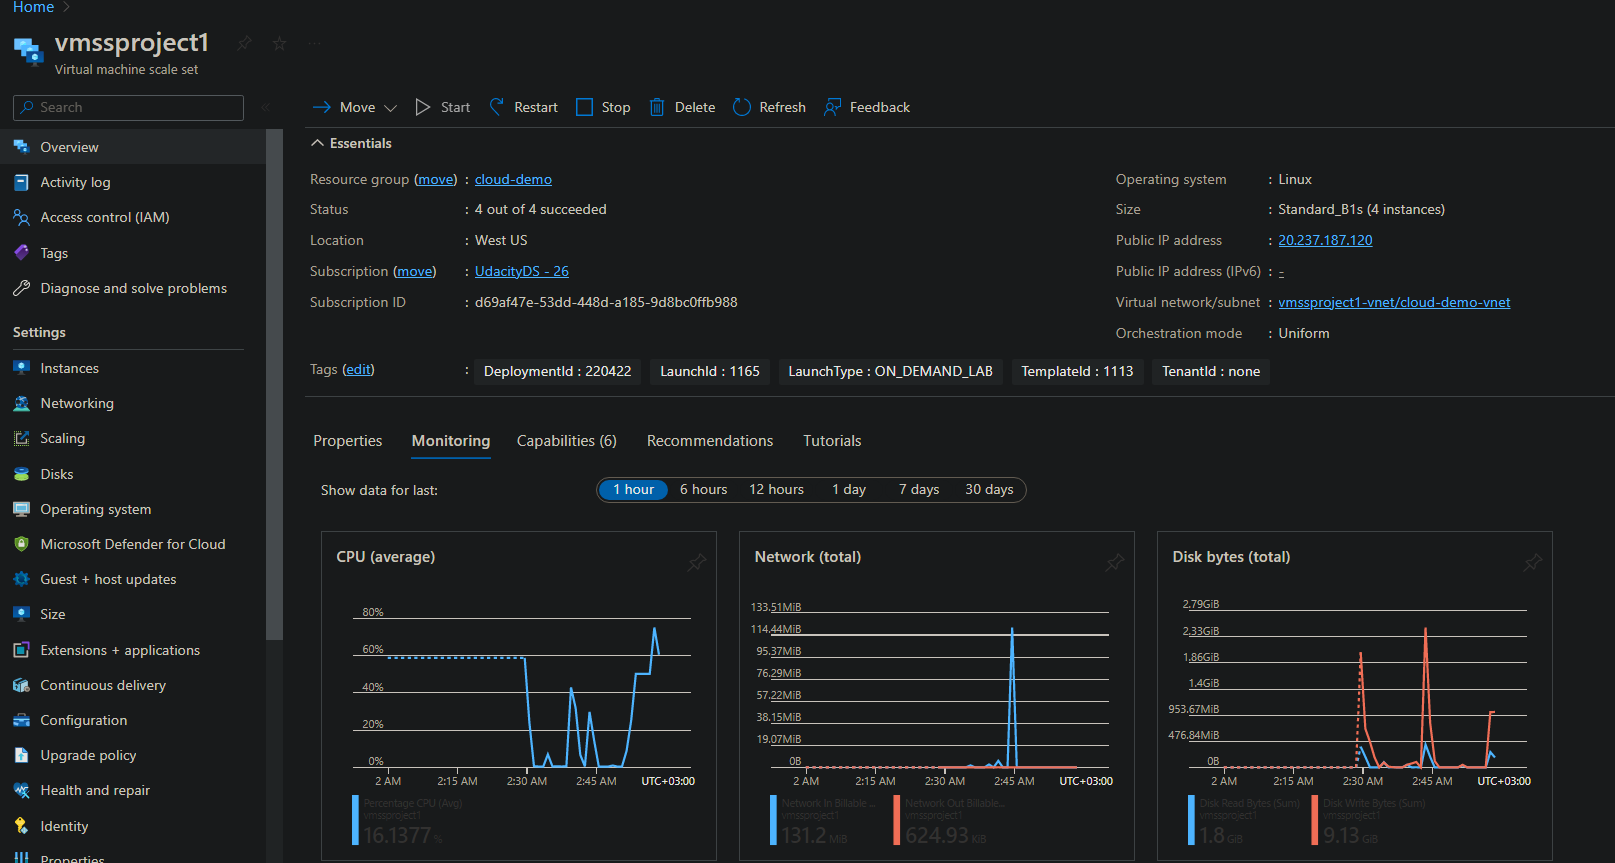 Home
vmssproject1
Virtual machine scale set
Search
Move Start Restart Stop Delete Refresh Feedback
Overview
Activity log
Access control (IAM)
Tags
Diagnose and solve problems
Settings
Instances
Networking
Scaling
Disks
Operating system
Microsoft Defender for Cloud
Guest + host updates
Size
Extensions + applications
Continuous delivery
Configuration
Upgrade policy
Health and repair
Identity
Properties
Essentials
Resource group (move) : cloud-demo
Status : 4 out of 4 succeeded
Location : West US
Subscription (move) : UdacityDS - 26
Subscription ID : d69af47e-53dd-448d-a185-9d8bc0ffb988
Operating system : Linux
Size : Standard_B1s (4 instances)
Public IP address : 20.237.187.120
Public IP address (IPv6) : -
Virtual network/subnet : vmssproject1-vnet/cloud-demo-vnet
Orchestration mode : Uniform
Tags (edit) : DeploymentId : 220422 LaunchId : 1165 LaunchType : ON_DEMAND_LAB TemplateId : 1113 TenantId : none
Properties Monitoring Capabilities (6) Recommendations Tutorials
Show data for last: 1 hour 6 hours 12 hours 1 day 7 days 30 days
CPU (average)
80%
60%
40%
20%
0%
2 AM 2:15 AM 2:30 AM 2:45 AM UTC+03:00
Percentage CPU (Avg)
vmssproject1
16.1377 %
Network (total)
133.51MiB
114.44MiB
95.37MiB
76.29MiB
57.22MiB
38.15MiB
19.07MiB
0B
2 AM 2:15 AM 2:30 AM 2:45 AM UTC+03:00
Network In Billable ... Network Out Billable...
vmssproject1 vmssproject1
131.2 MiB 624.93 KiB
Disk bytes (total)
2.79GiB
2.33GiB
1.86GiB
1.4GiB
953.67MiB
476.84MiB
0B
2 AM 2:15 AM 2:30 AM 2:45 AM UTC+03:00
Disk Read Bytes (Sum) Disk Write Bytes (Sum)
vmssproject1 vmssproject1
1.8 GiB 9.13 GiB